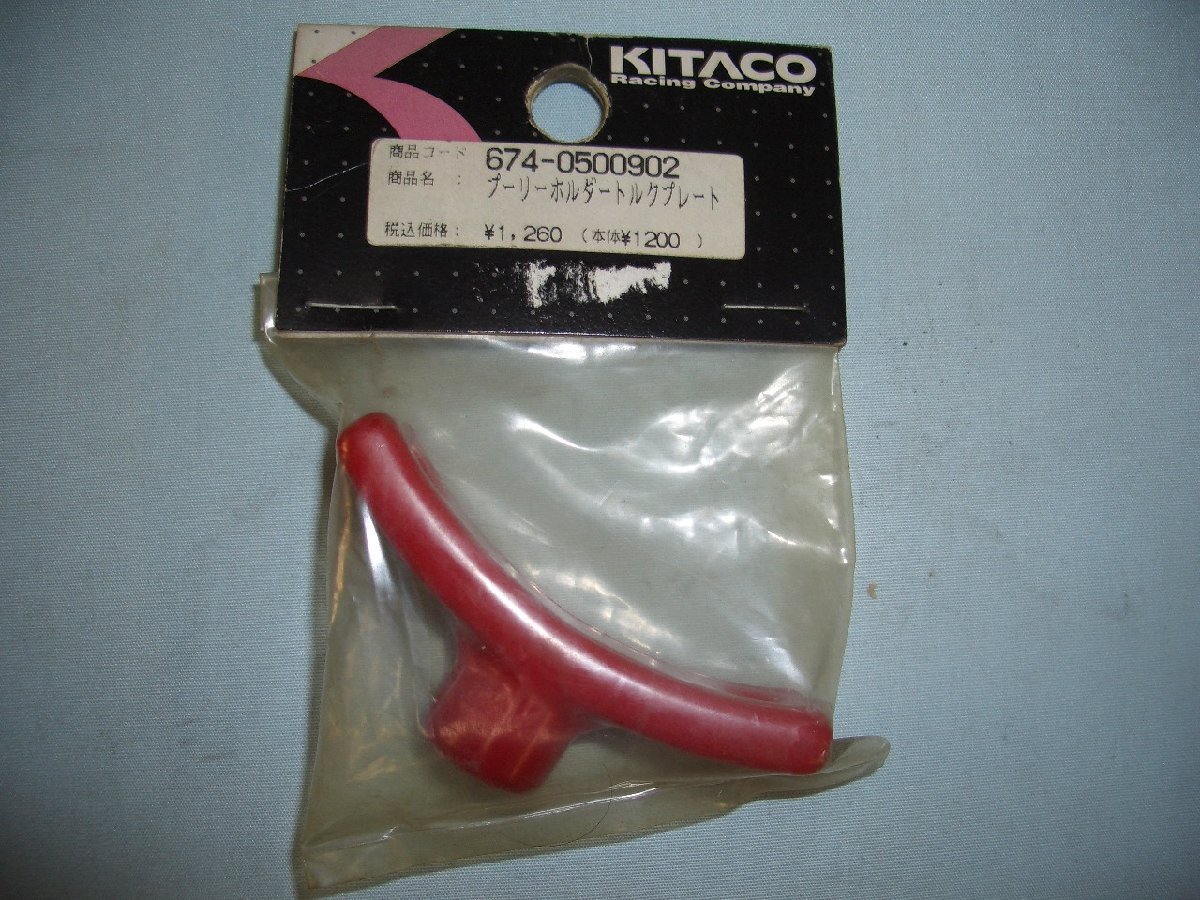 KITACO
Racing Company
商品コード 674-0500902
商品名 : プーリーホルダートルクプレート
税込価格: ¥1,260 (本体¥1200 )